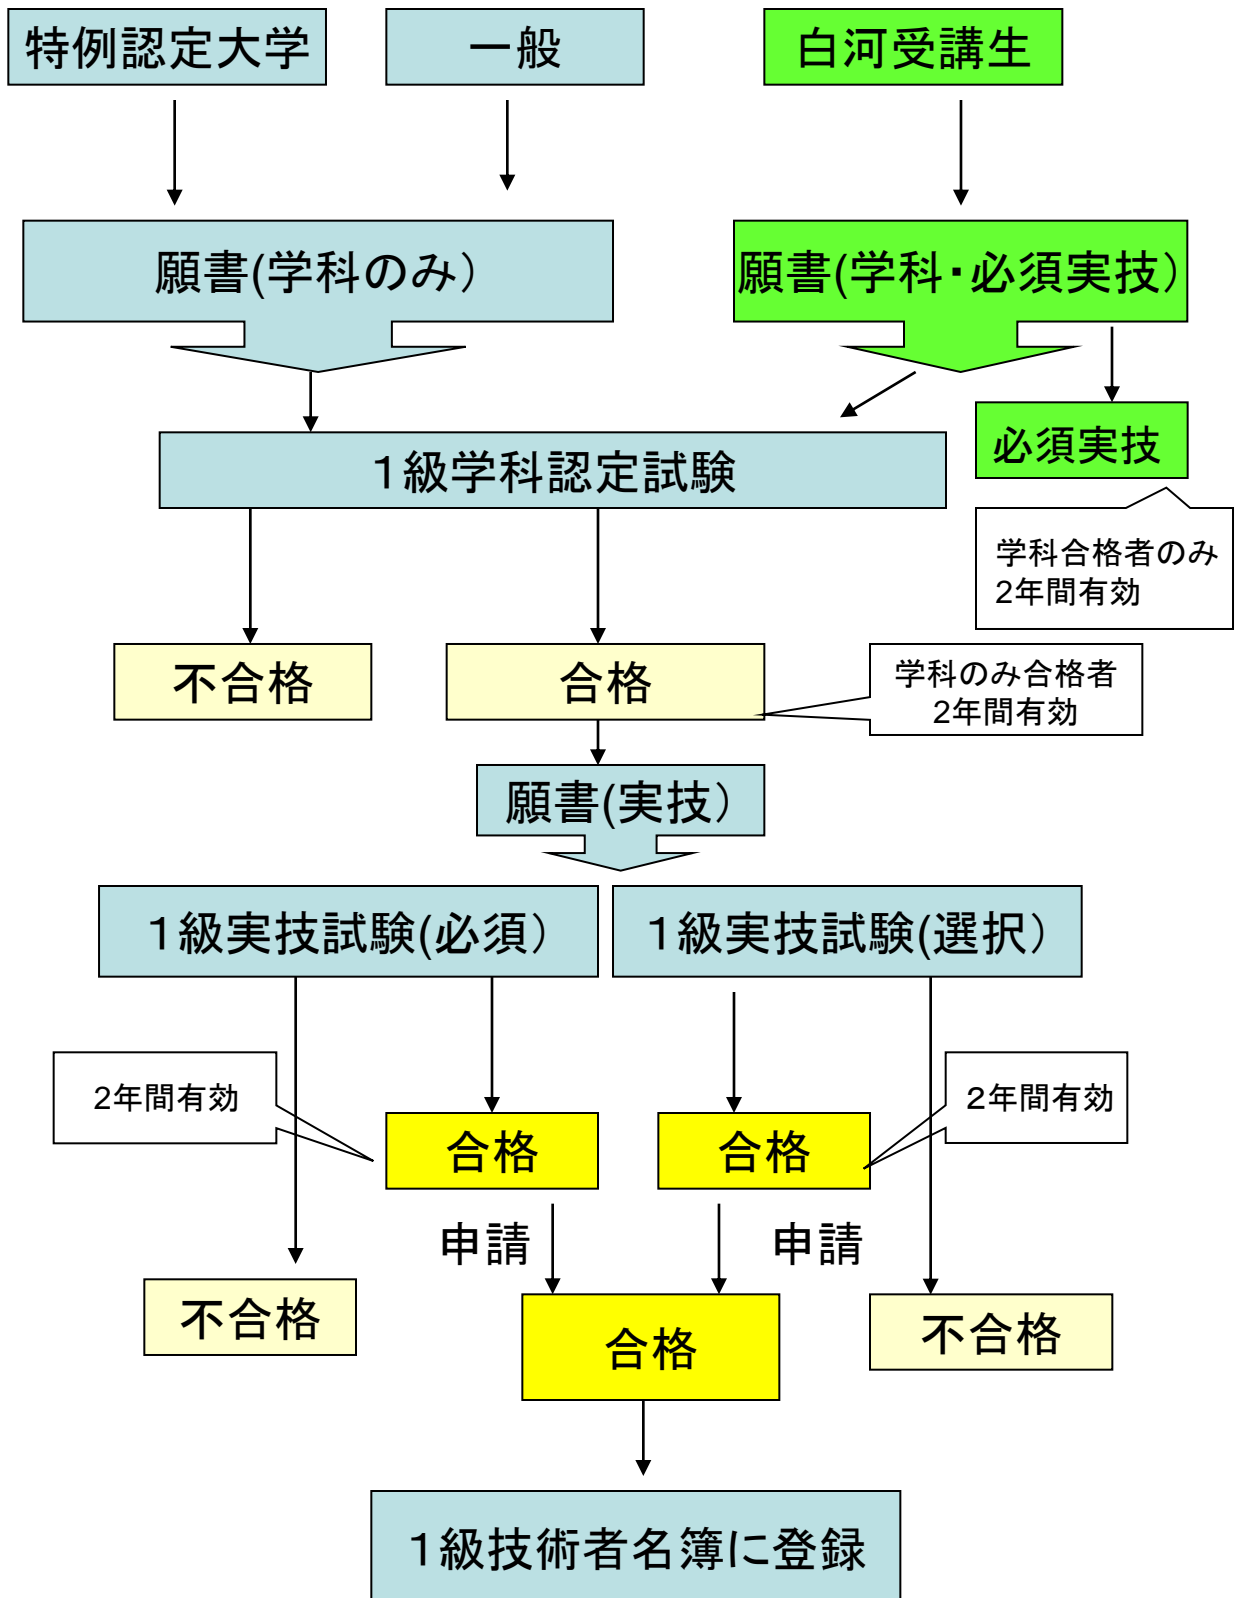 特例認定大学
一般
白河受講生
願書(学科のみ）
願書(学科・必須実技）
1級学科認定試験
必須実技
学科合格者のみ
2年間有効
不合格
合格
学科のみ合格者
2年間有効
願書(実技）
1級実技試験(必須）
1級実技試験(選択）
2年間有効
合格
合格
2年間有効
申請
申請
不合格
合格
不合格
1級技術者名簿に登録